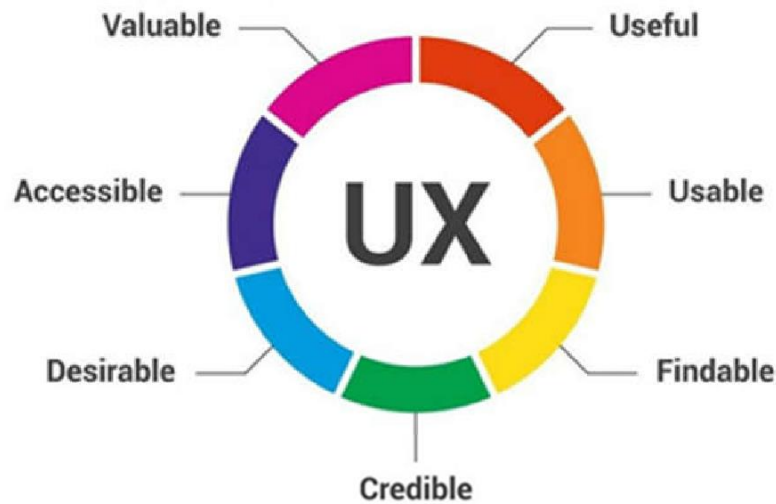 Valuable
Useful
Accessible
UX
Usable
Desirable
Findable
Credible